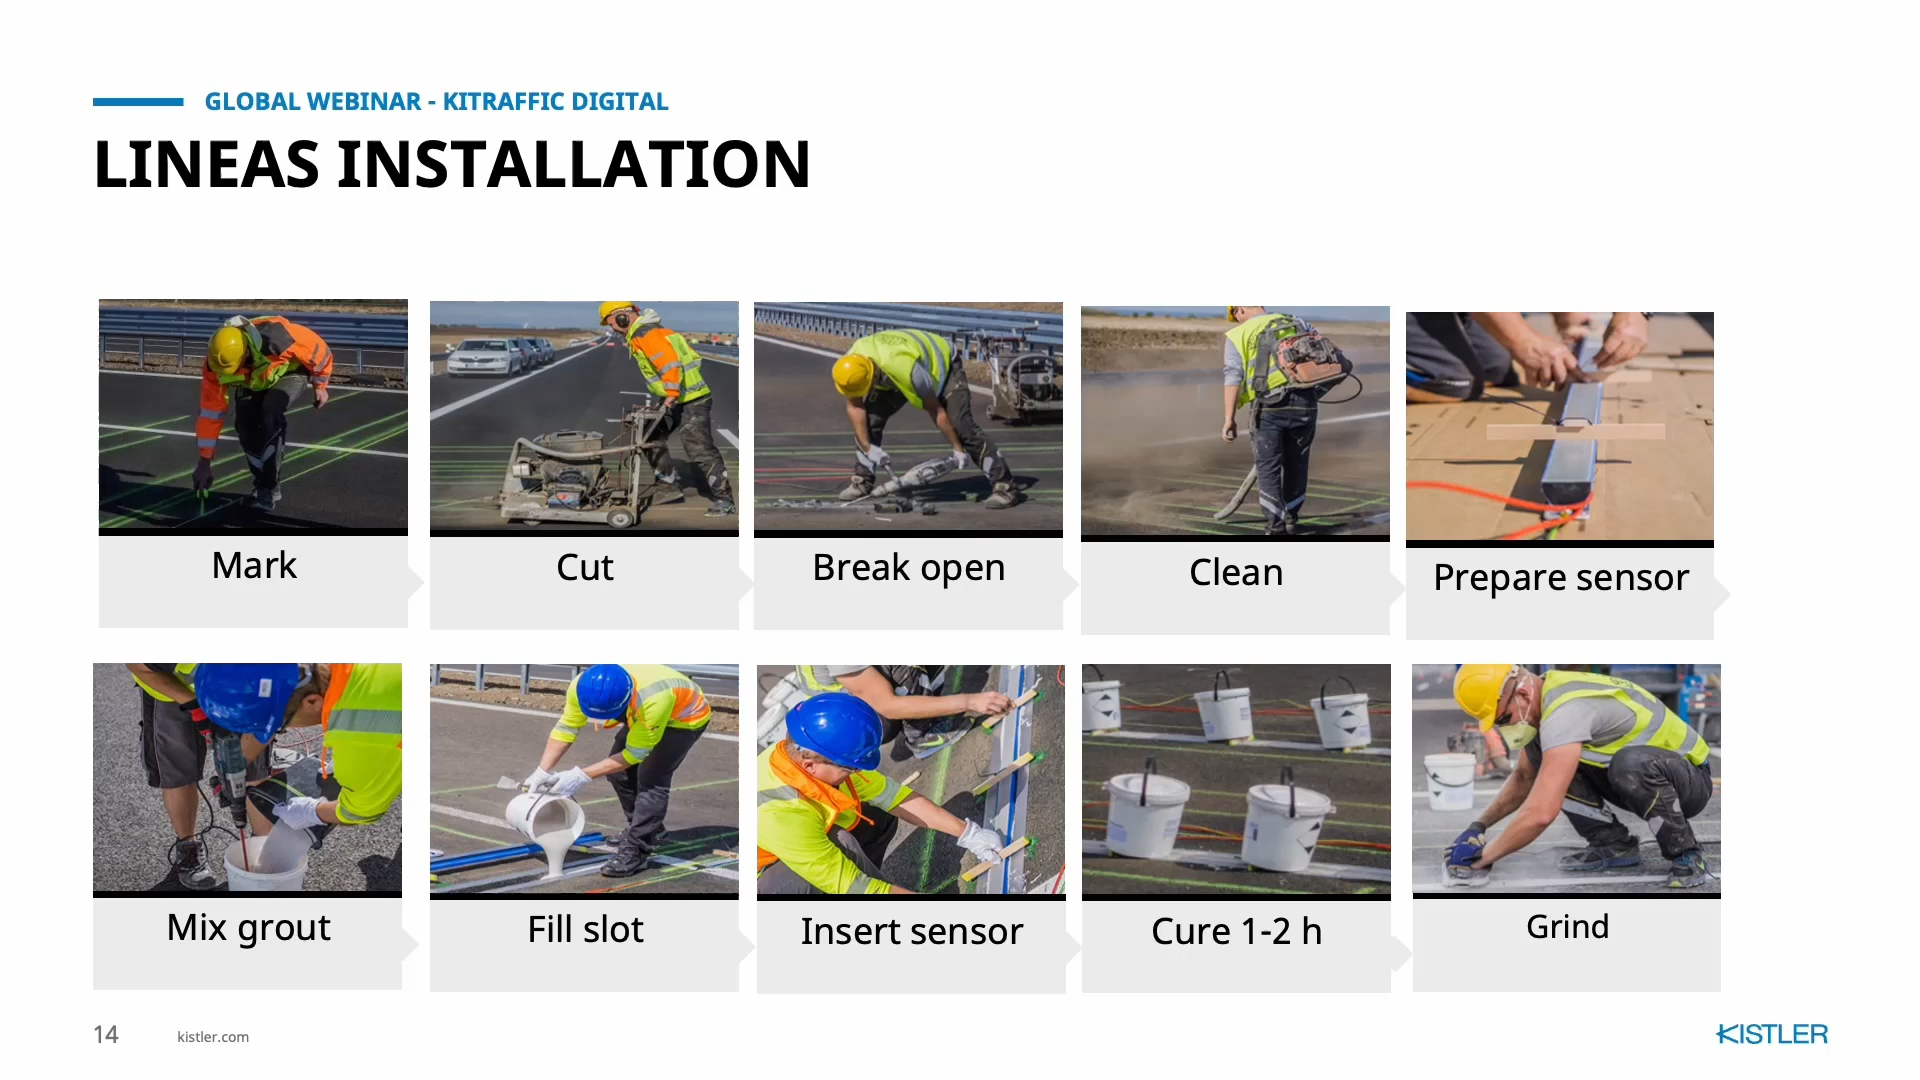 GLOBAL WEBINAR - KITRAFFIC DIGITAL
LINEAS INSTALLATION
Mark
Cut
Break open
Clean
Prepare sensor
Mix grout
Fill slot
Insert sensor
Cure 1-2 h
Grind
14
kistler.com
KISTLER